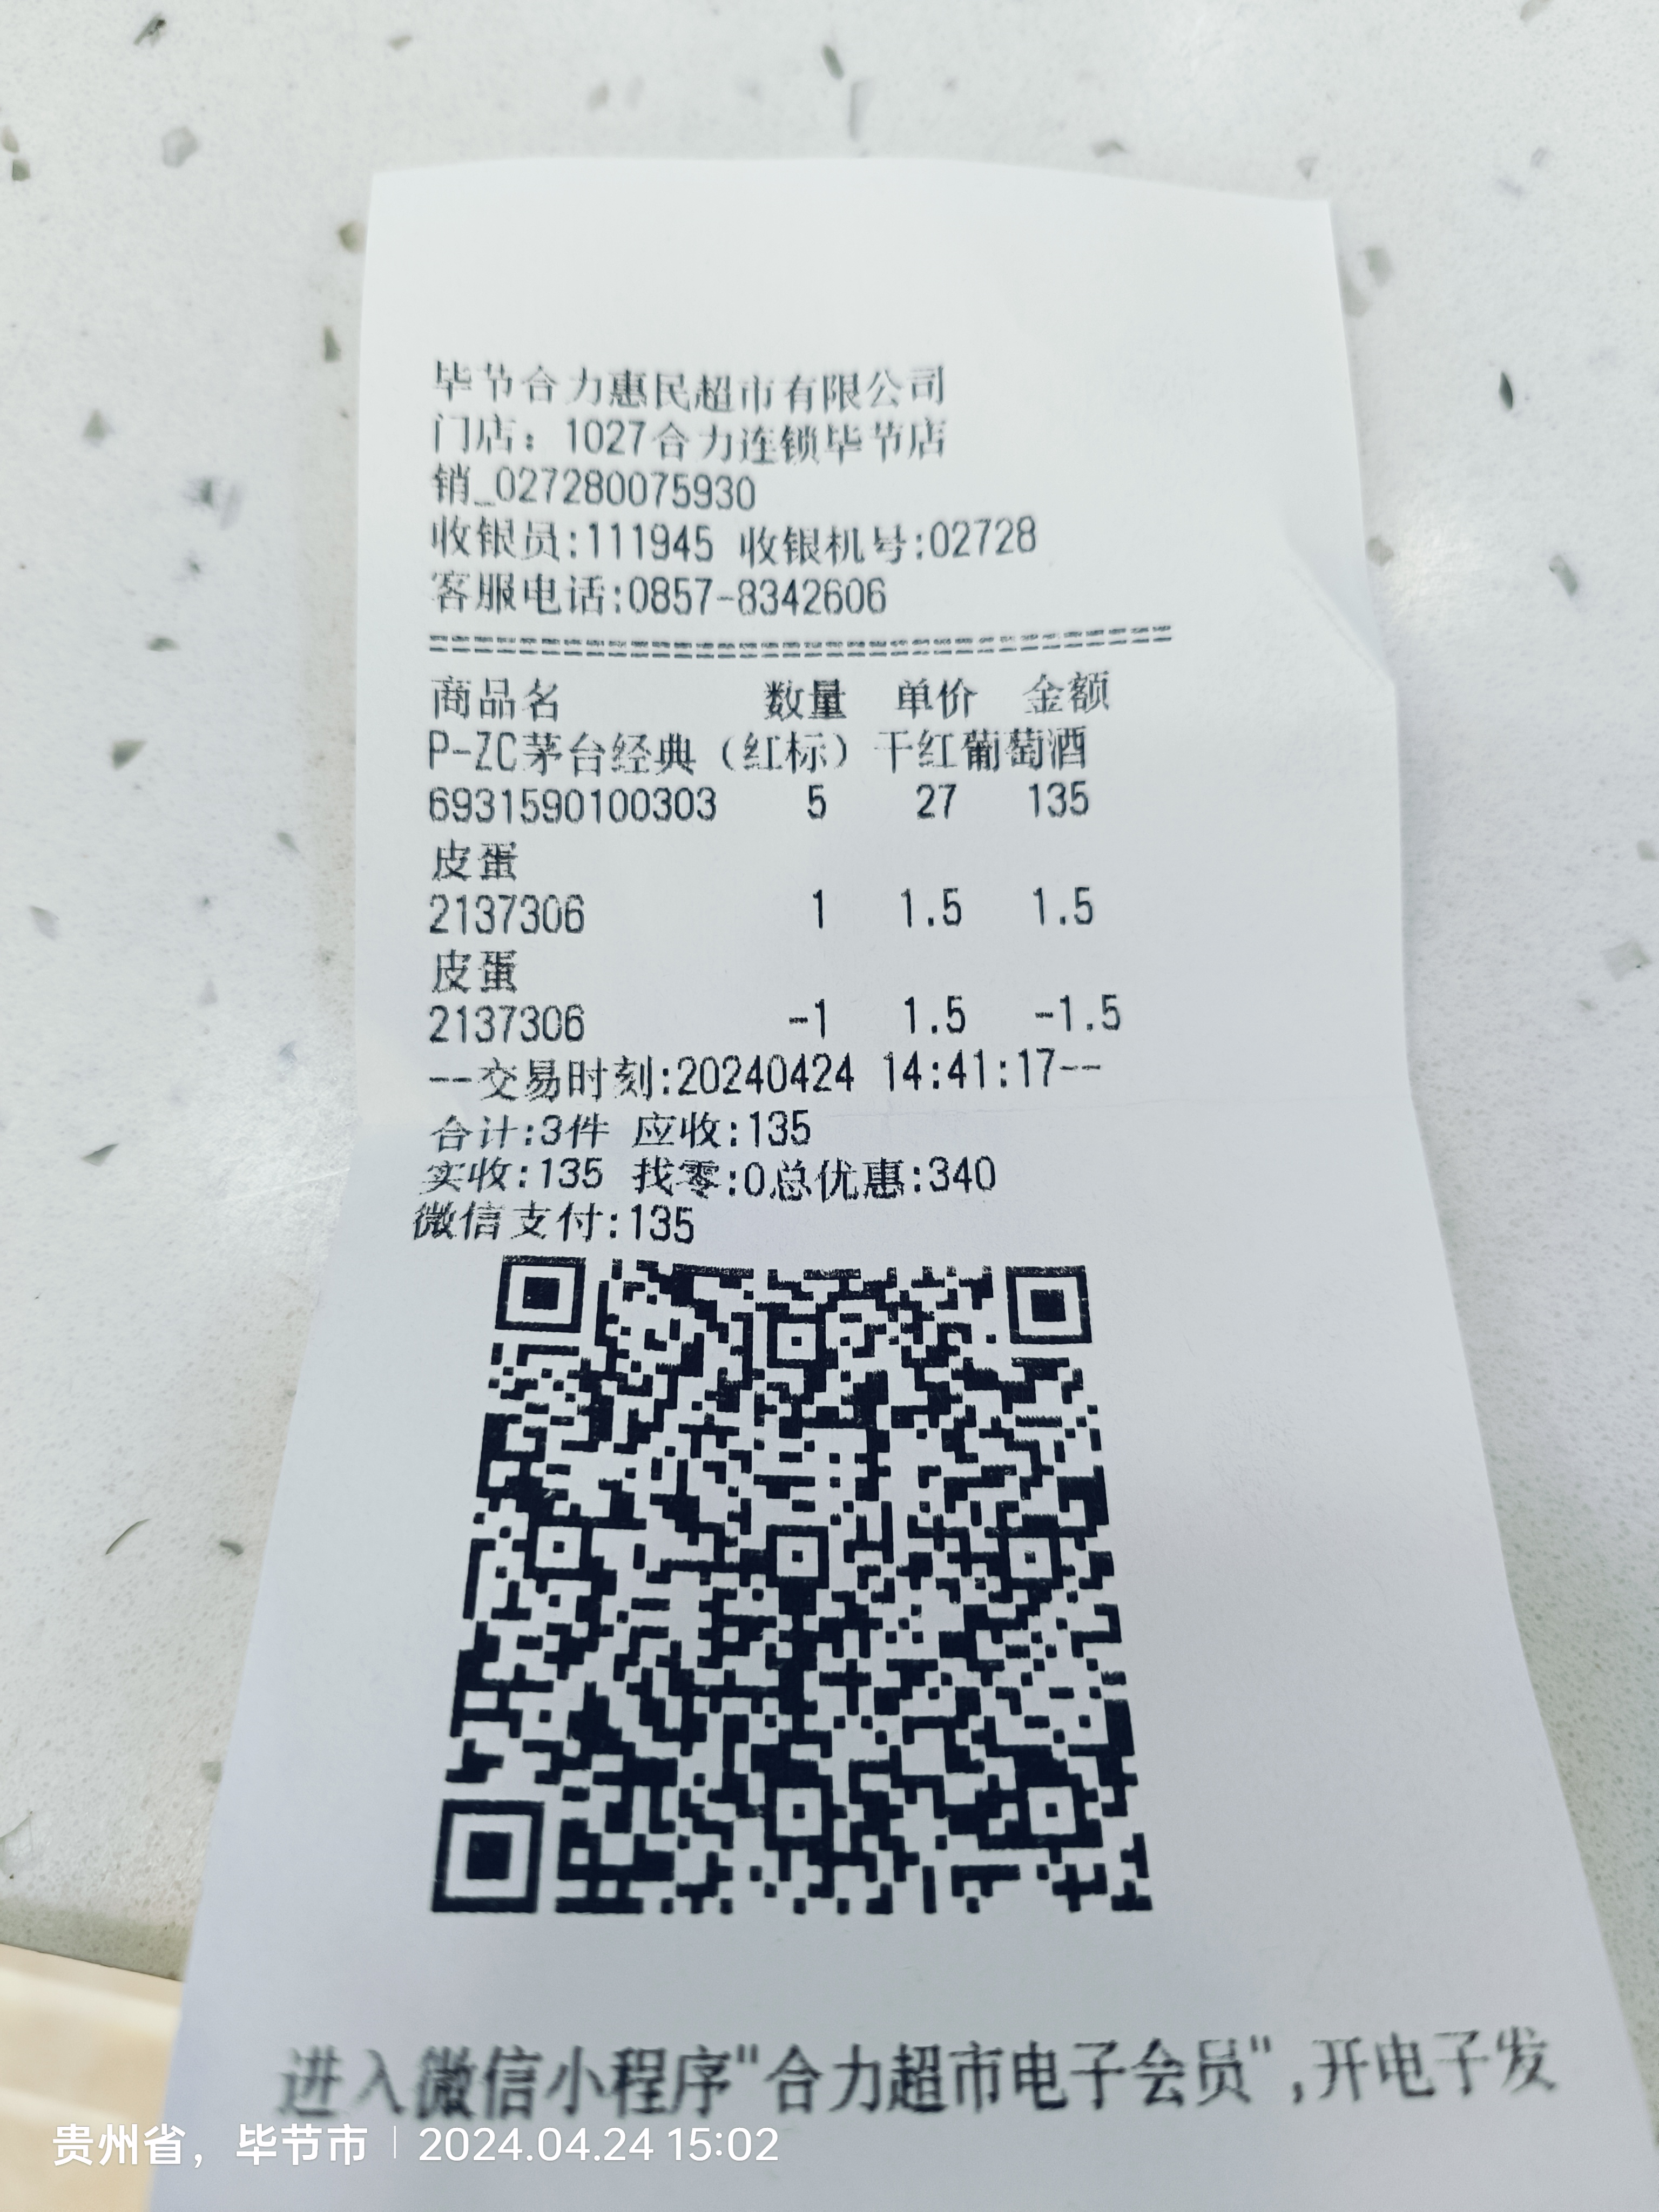 毕节合力惠民超市有限公司
门店：1027合力连锁毕节店
销_027280075930
收银员:111945 收银机号:02728
客服电话:0857-8342606
==================================
商品名 数量 单价 金额
P-ZC茅台经典（红标）干红葡萄酒
6931590100303 5 27 135
皮蛋
2137306 1 1.5 1.5
皮蛋
2137306 -1 1.5 -1.5
--交易时刻:20240424 14:41:17--
合计:3件 应收:135
实收:135 找零:0总优惠:340
微信支付:135
进入微信小程序"合力超市电子会员",开电子发
贵州省，毕节市 | 2024.04.24 15:02